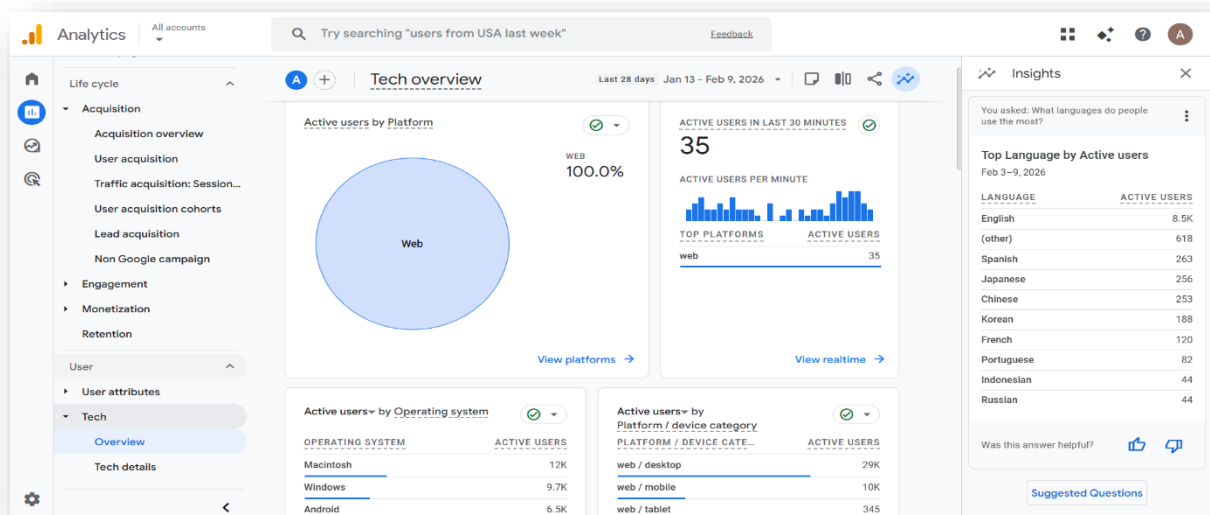 Analytics
All accounts
Try searching "users from USA last week"
Feedback
A
Life cycle
Acquisition
Acquisition overview
User acquisition
Traffic acquisition: Session...
User acquisition cohorts
Lead acquisition
Non Google campaign
Engagement
Monetization
Retention
User
User attributes
Tech
Overview
Tech details
A
Tech overview
Last 28 days Jan 13 - Feb 9, 2026
Active users by Platform
WEB
100.0%
Web
View platforms
ACTIVE USERS IN LAST 30 MINUTES
35
ACTIVE USERS PER MINUTE
TOP PLATFORMS ACTIVE USERS
web 35
View realtime
Active users by Operating system
OPERATING SYSTEM ACTIVE USERS
Macintosh 12K
Windows 9.7K
Android 6.5K
Active users by
Platform / device category
PLATFORM / DEVICE CATE... ACTIVE USERS
web / desktop 29K
web / mobile 10K
web / tablet 345
Insights
You asked: What languages do people
use the most?
Top Language by Active users
Feb 3–9, 2026
LANGUAGE ACTIVE USERS
English 8.5K
(other) 618
Spanish 263
Japanese 256
Chinese 253
Korean 188
French 120
Portuguese 82
Indonesian 44
Russian 44
Was this answer helpful?
Suggested Questions